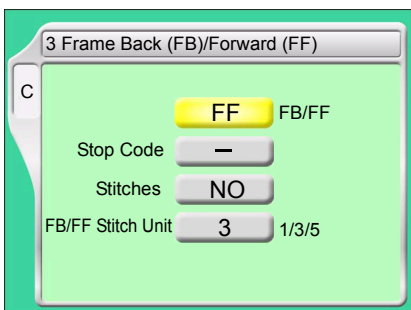 3 Frame Back (FB)/Forward (FF)
C
FF FB/FF
Stop Code —
Stitches NO
FB/FF Stitch Unit 3 1/3/5